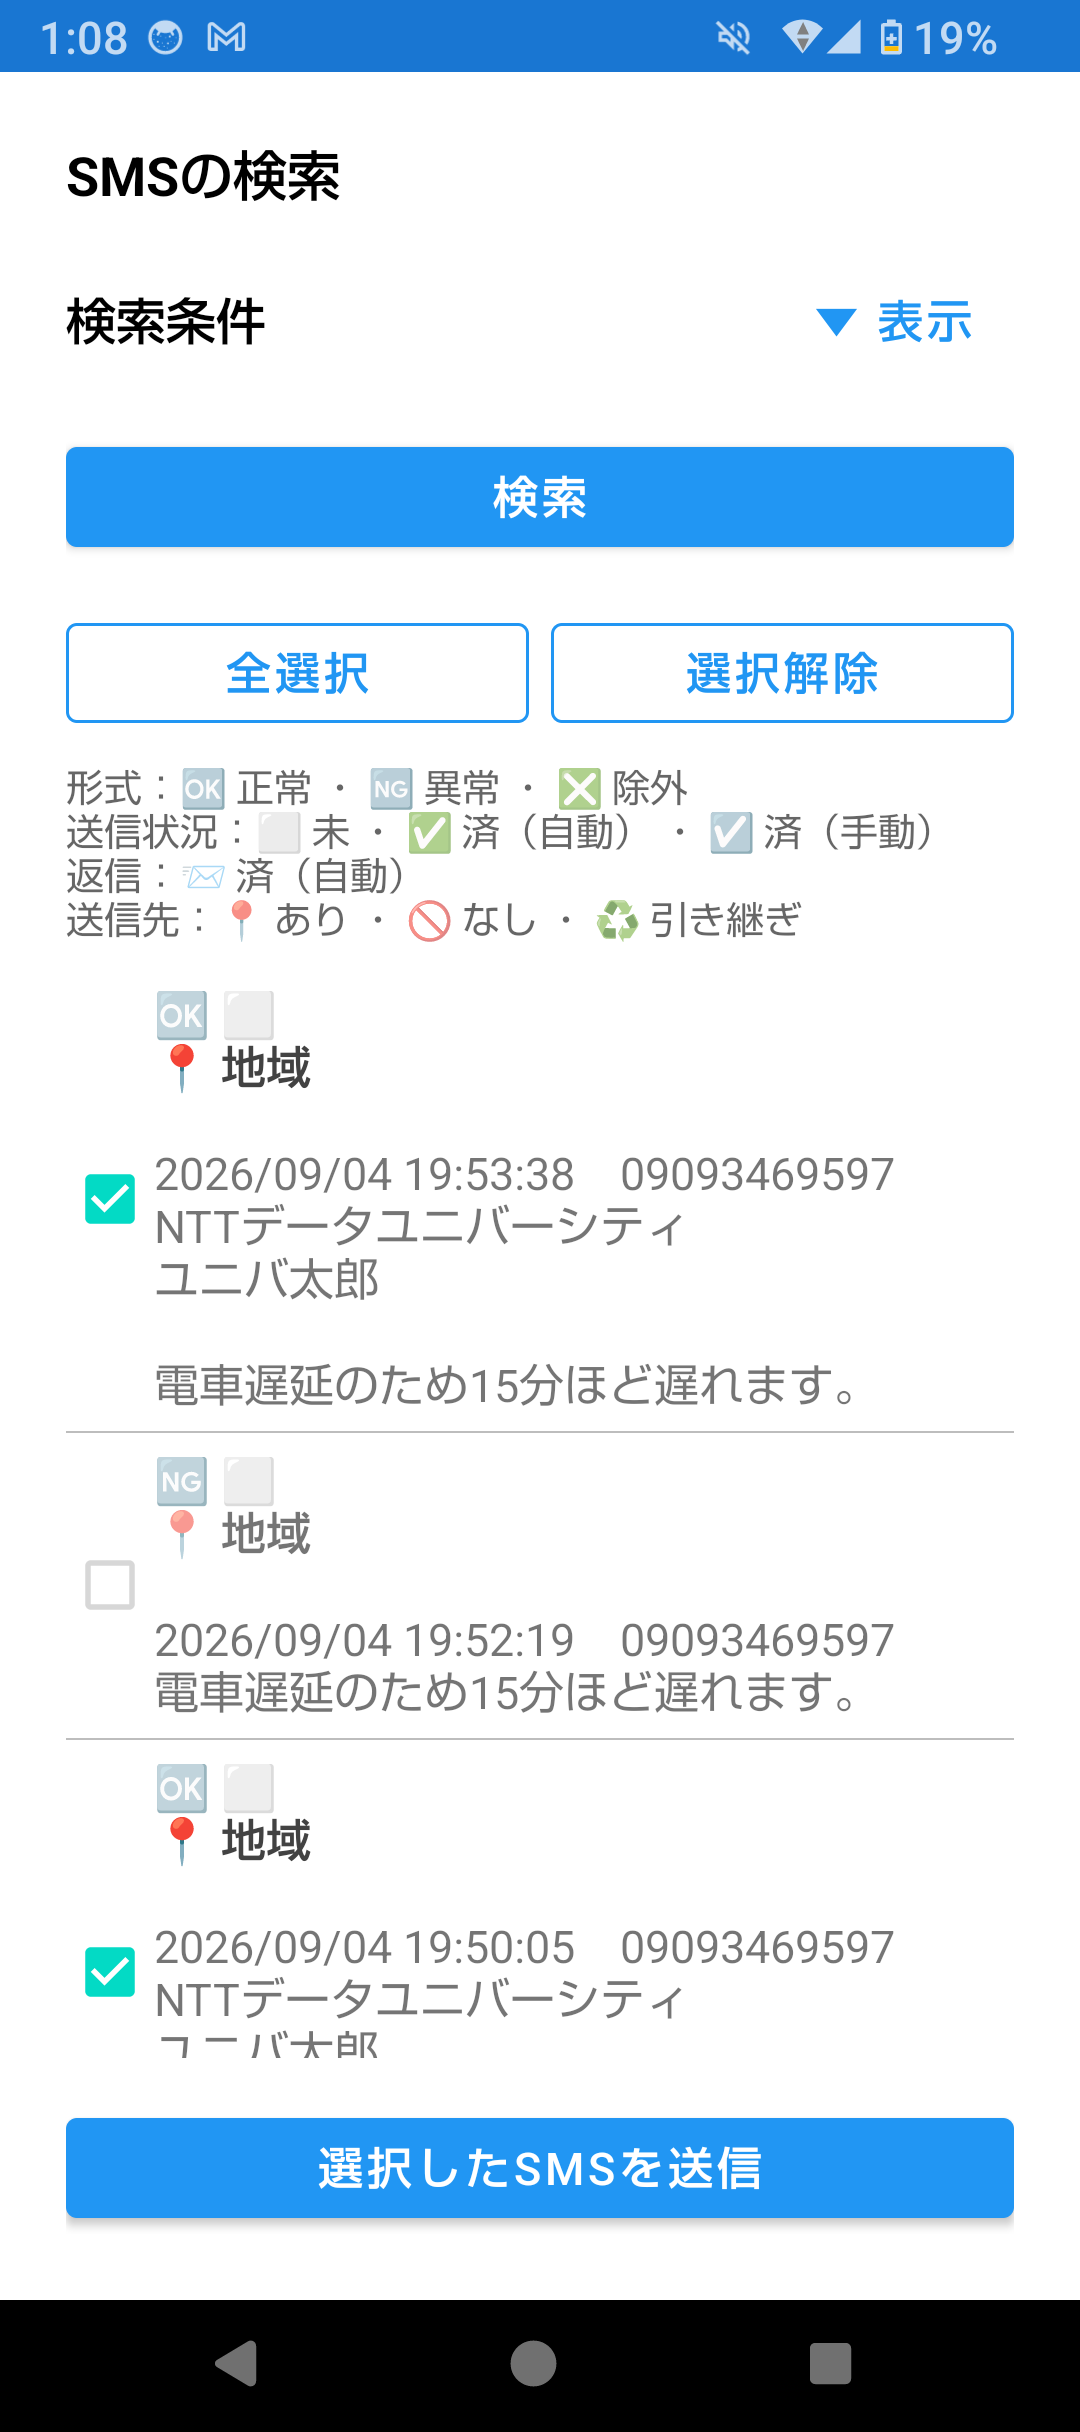 1:08 19%
SMSの検索
検索条件 ▼ 表示
検索
全選択 選択解除
形式：🆗 正常 ・ 🆖 異常 ・ ❎ 除外
送信状況：⬜ 未 ・ ✅ 済（自動） ・ ☑️ 済（手動）
返信：📨 済（自動）
送信先：📍 あり ・ 🚫 なし ・ ♻️ 引き継ぎ
🆗 ⬜
📍 地域
2026/09/04 19:53:38 09093469597
NTTデータユニバーシティ
ユニバ太郎
電車遅延のため15分ほど遅れます。
🆖 ⬜
📍 地域
2026/09/04 19:52:19 09093469597
電車遅延のため15分ほど遅れます。
🆗 ⬜
📍 地域
2026/09/04 19:50:05 09093469597
NTTデータユニバーシティ
ユニバ太郎
選択したSMSを送信